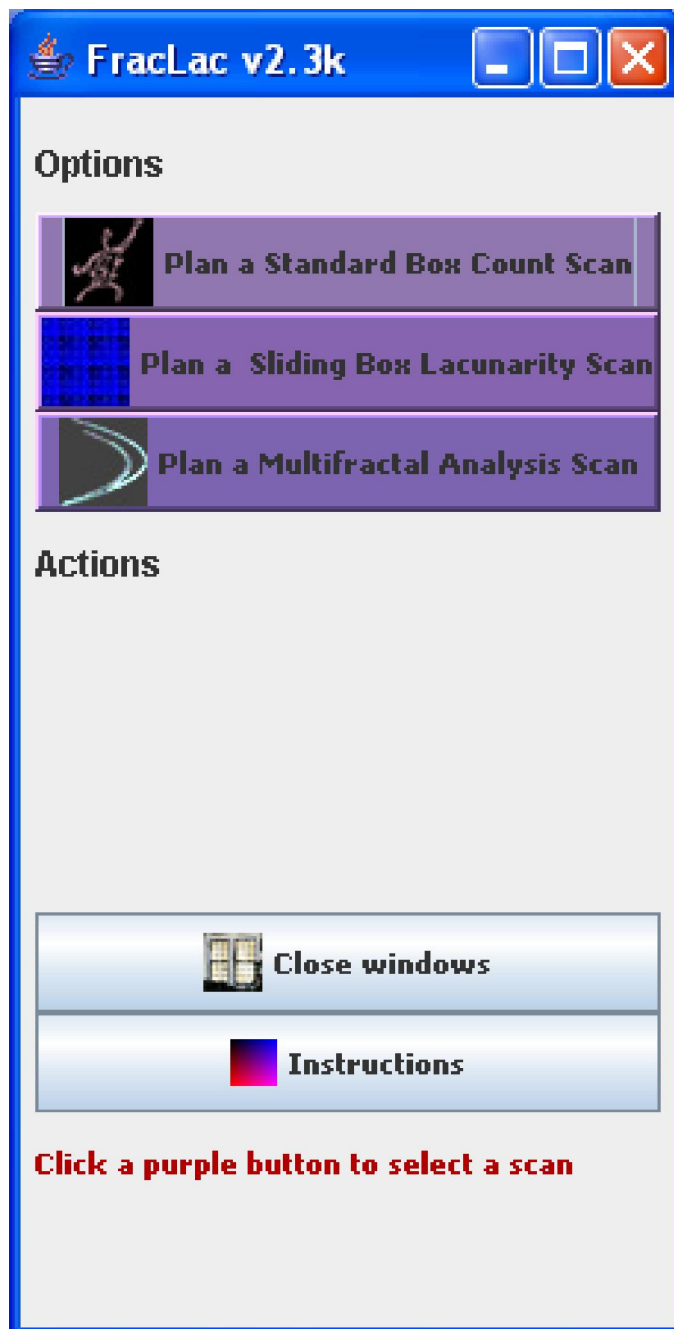 FracLac v2.3k
Options
Plan a Standard Box Count Scan
Plan a  Sliding Box Lacunarity Scan
Plan a Multifractal Analysis Scan
Actions
Close windows
Instructions
Click a purple button to select a scan